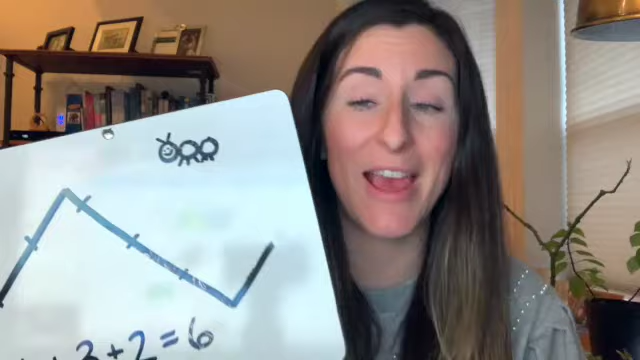 + 3 + 2 = 6